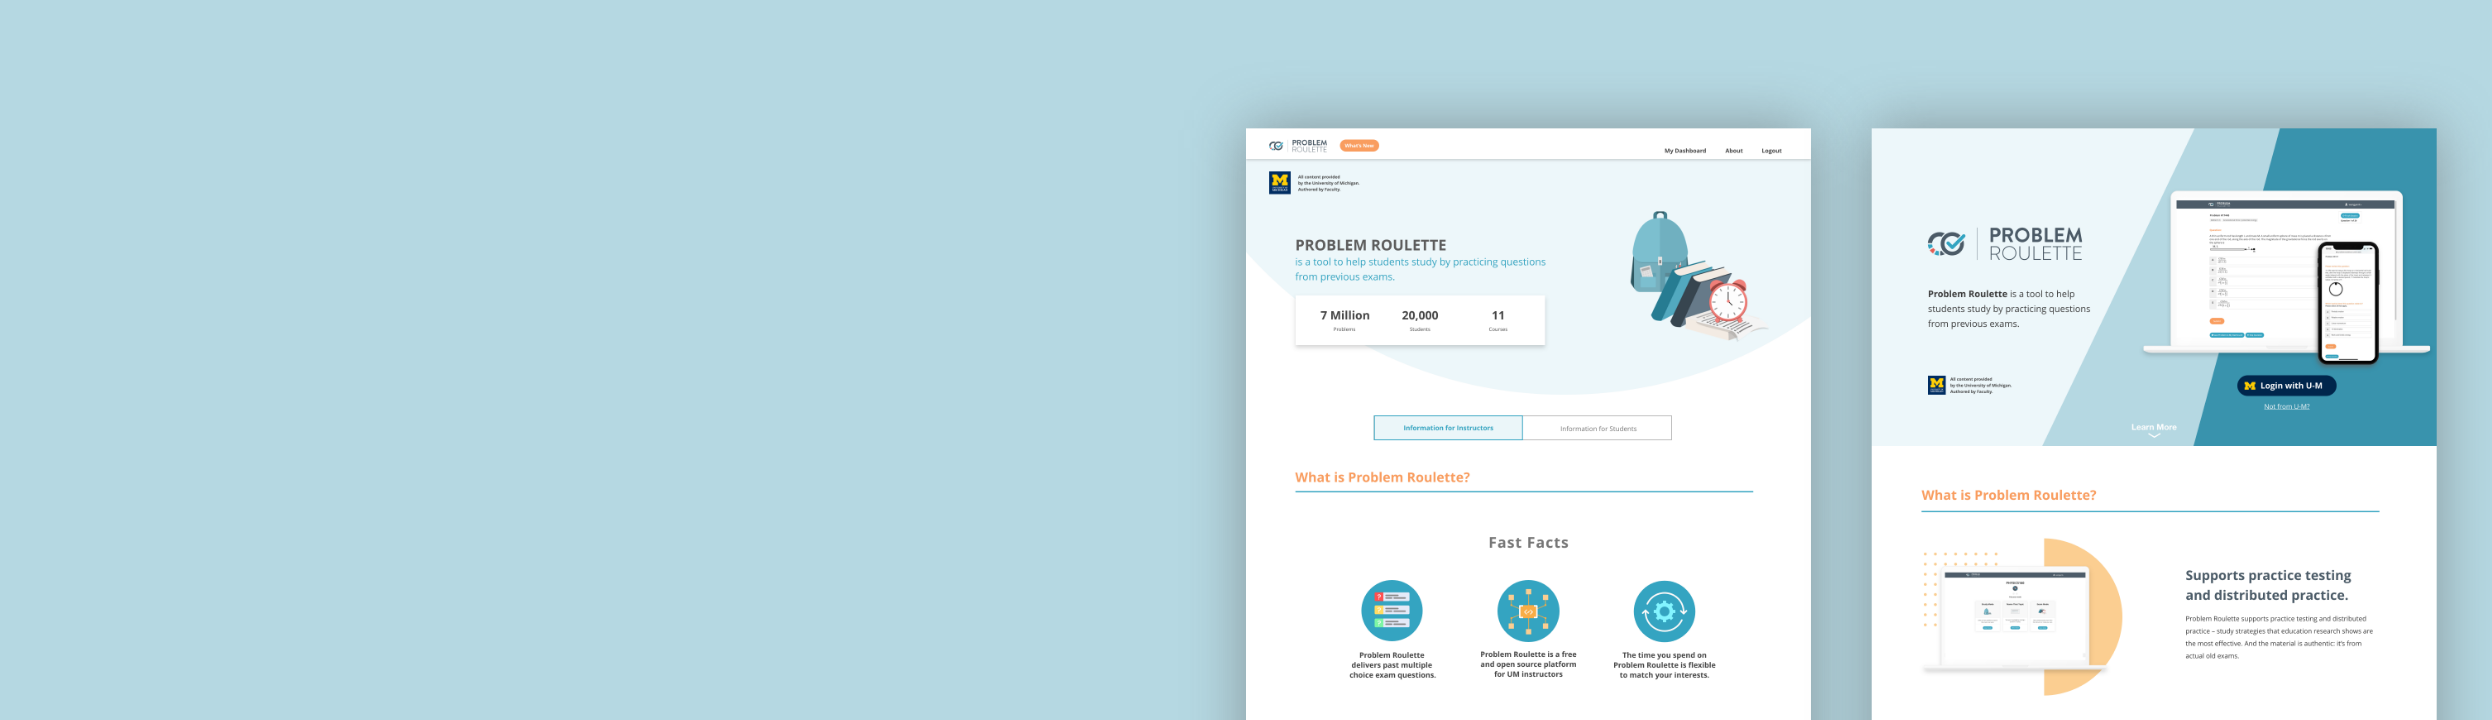 PROBLEM
ROULETTE
What's New
My Dashboard About Logout
All content provided
by the University of Michigan.
Authored by Faculty.
PROBLEM ROULETTE
is a tool to help students study by practicing questions
from previous exams.
7 Million 20,000 11
Problems Students Courses
Information for Instructors Information for Students
What is Problem Roulette?
Fast Facts
Problem Roulette
delivers past multiple
choice exam questions.
Problem Roulette is a free
and open source platform
for UM instructors
The time you spend on
Problem Roulette is flexible
to match your interests.
PROBLEM
ROULETTE
Problem Roulette is a tool to help
students study by practicing questions
from previous exams.
All content provided
by the University of Michigan.
Authored by Faculty.
Login with U-M
Not from U-M?
Learn More
What is Problem Roulette?
Supports practice testing
and distributed practice.
Problem Roulette supports practice testing and distributed
practice – study strategies that education research shows are
the most effective. And the material is authentic: it's from
actual old exams.